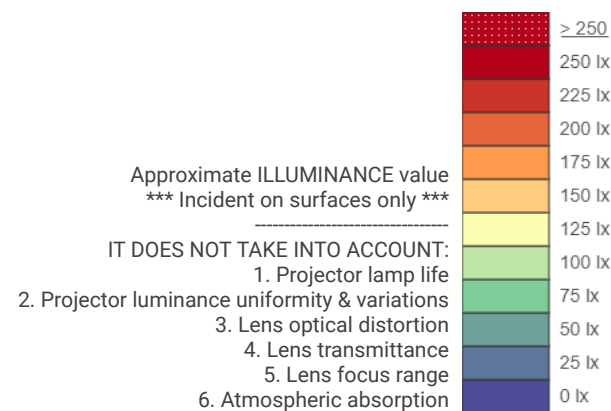 > 250
250 lx
225 lx
200 lx
175 lx
150 lx
125 lx
100 lx
75 lx
50 lx
25 lx
0 lx
Approximate ILLUMINANCE value
*** Incident on surfaces only ***
---------------------------------
IT DOES NOT TAKE INTO ACCOUNT:
1. Projector lamp life
2. Projector luminance uniformity & variations
3. Lens optical distortion
4. Lens transmittance
5. Lens focus range
6. Atmospheric absorption